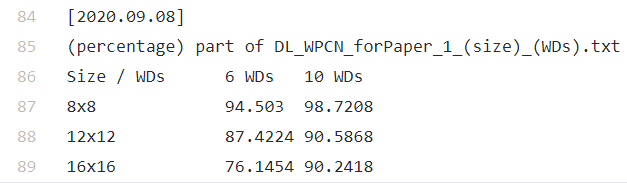 84 [2020.09.08]
85 (percentage) part of DL_WPCN_forPaper_1_(size)_(WDs).txt
86 Size / WDs 6 WDs 10 WDs
87 8x8 94.503 98.7208
88 12x12 87.4224 90.5868
89 16x16 76.1454 90.2418